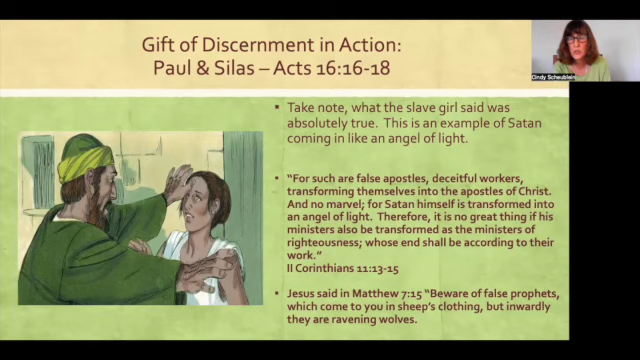 Gift of Discernment in Action:
Paul & Silas – Acts 16:16-18
Cindy Scheublein
▪ Take note, what the slave girl said was
absolutely true. This is an example of Satan
coming in like an angel of light.
▪ "For such are false apostles, deceitful workers,
transforming themselves into the apostles of Christ.
And no marvel; for Satan himself is transformed into
an angel of light. Therefore, it is no great thing if his
ministers also be transformed as the ministers of
righteousness; whose end shall be according to their
work."
II Corinthians 11:13-15
▪ Jesus said in Matthew 7:15 "Beware of false prophets,
which come to you in sheep's clothing, but inwardly
they are ravening wolves.